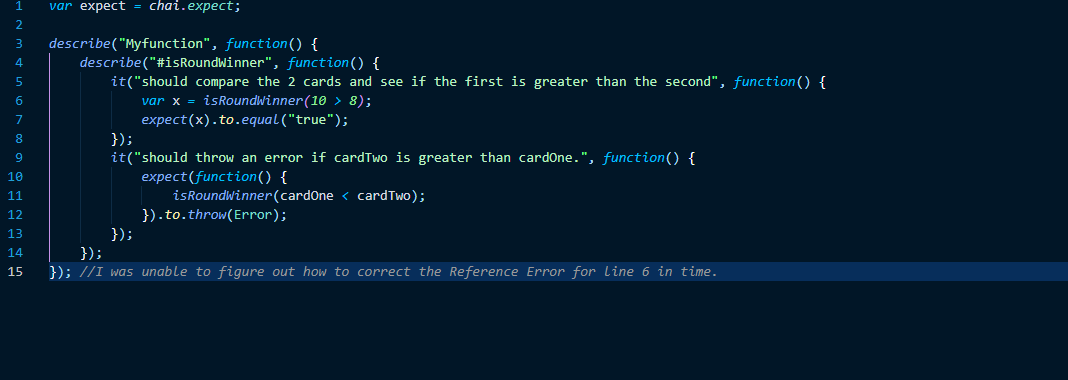 1 var expect = chai.expect;
2
3 describe("Myfunction", function() {
4 describe("#isRoundWinner", function() {
5 it("should compare the 2 cards and see if the first is greater than the second", function() {
6 var x = isRoundWinner(10 > 8);
7 expect(x).to.equal("true");
8 });
9 it("should throw an error if cardTwo is greater than cardOne.", function() {
10 expect(function() {
11 isRoundWinner(cardOne < cardTwo);
12 }).to.throw(Error);
13 });
14 });
15 }); //I was unable to figure out how to correct the Reference Error for line 6 in time.